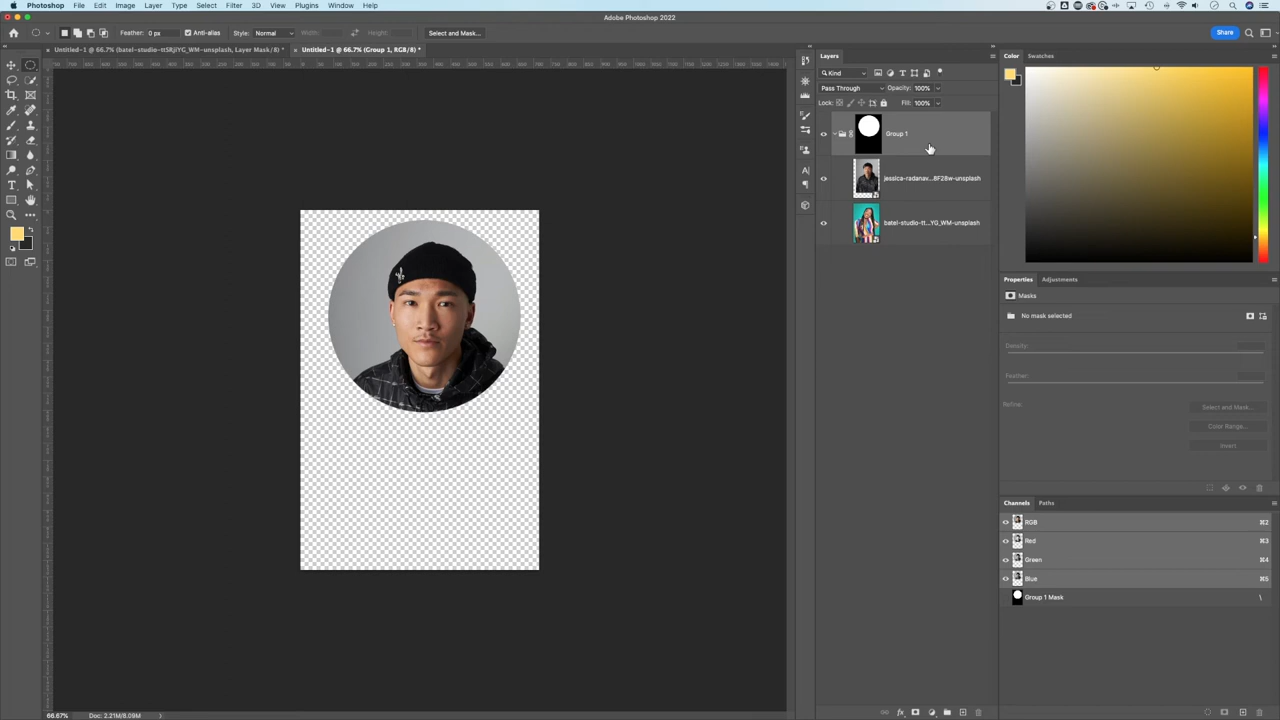 Photoshop File Edit Image Layer Type Select Filter 3D View Plugins Window Help
Adobe Photoshop 2022
Feather: 0 px Anti-alias Style: Normal Width: Height: Select and Mask... Share
Untitled-1 @ 66.7% (batel-studio-tt5RjiYG_WM-unsplash, Layer Mask/8) *
Untitled-1 @ 66.7% (Group 1, RGB/8) *
Layers
Kind
Pass Through Opacity: 100%
Lock: Fill: 100%
Group 1
jessica-radanav...8F28w-unsplash
batel-studio-tt...YG_WM-unsplash
Color Swatches
Properties Adjustments
Masks
No mask selected
Density:
Feather:
Refine:
Select and Mask...
Color Range...
Invert
Channels Paths
RGB ⌘2
Red ⌘3
Green ⌘4
Blue ⌘5
Group 1 Mask \
66.67% Doc: 2.21M/8.09M